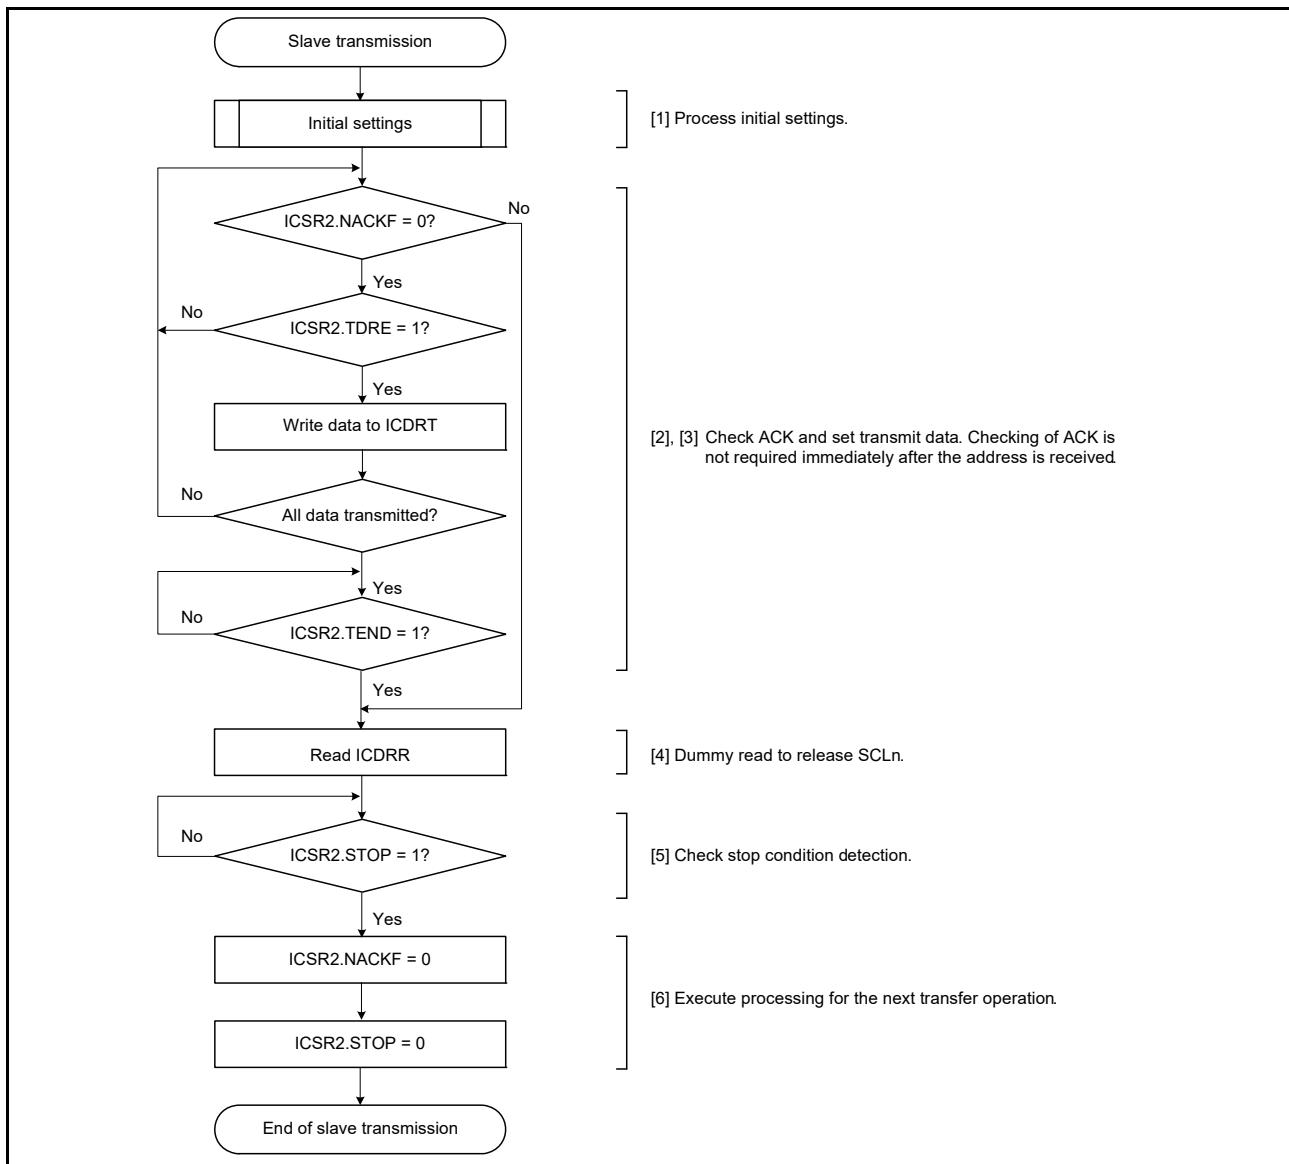 Slave transmission
Initial settings
[1] Process initial settings.
ICSR2.NACKF = 0?
No
Yes
No
ICSR2.TDRE = 1?
Yes
Write data to ICDRT
[2], [3] Check ACK and set transmit data. Checking of ACK is
not required immediately after the address is received.
No
All data transmitted?
Yes
No
ICSR2.TEND = 1?
Yes
Read ICDRR
[4] Dummy read to release SCLn.
No
ICSR2.STOP = 1?
[5] Check stop condition detection.
Yes
ICSR2.NACKF = 0
[6] Execute processing for the next transfer operation.
ICSR2.STOP = 0
End of slave transmission